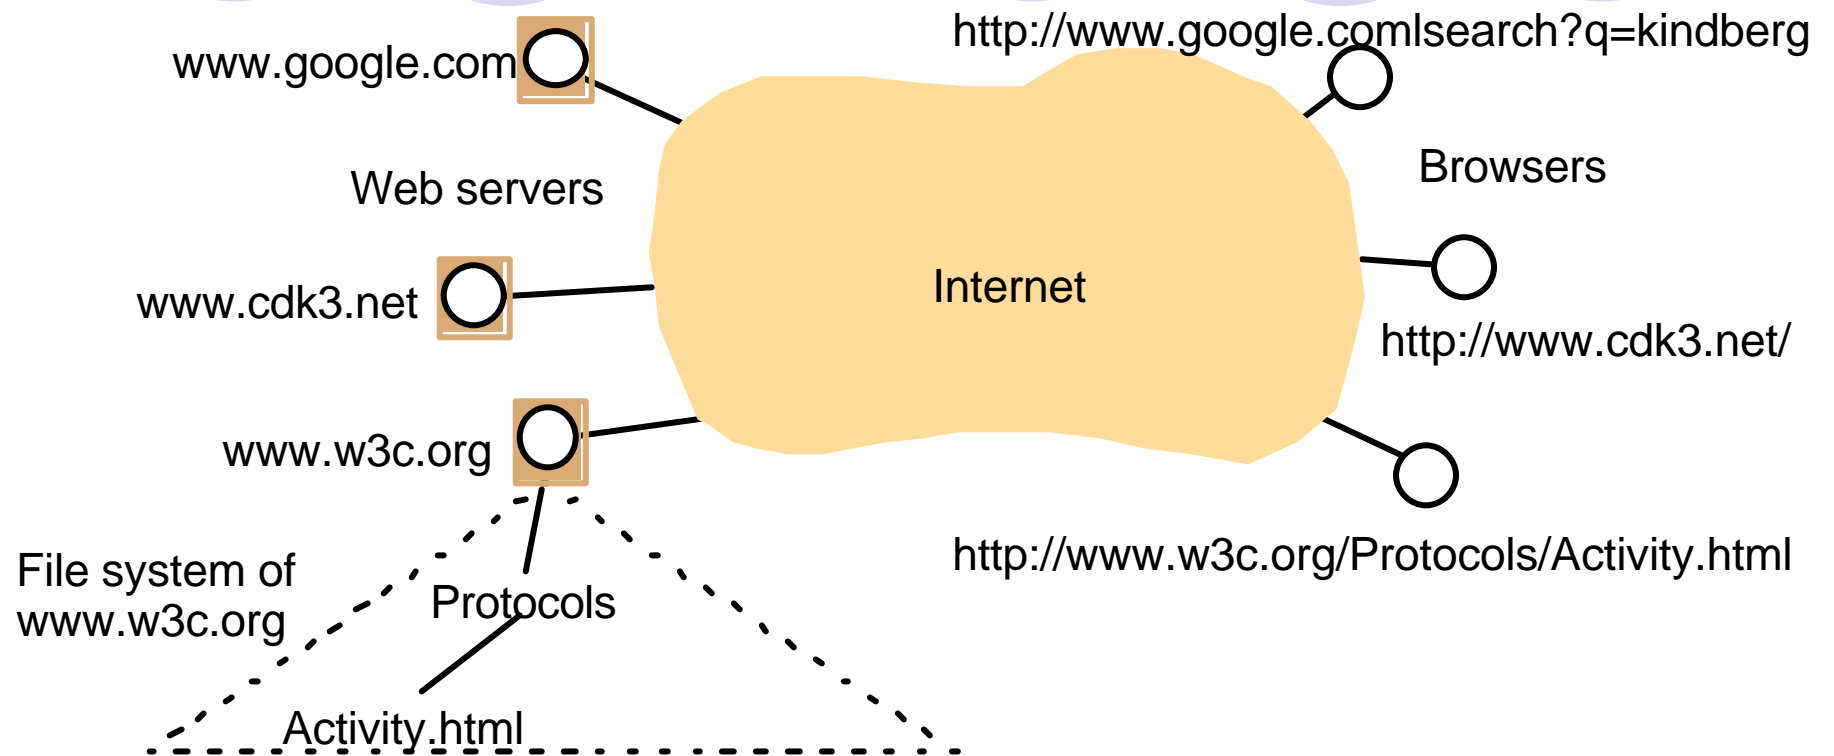 http://www.google.comlsearch?q=kindberg
www.google.com
Browsers
Web servers
Internet
www.cdk3.net
http://www.cdk3.net/
www.w3c.org
http://www.w3c.org/Protocols/Activity.html
File system of
www.w3c.org
Protocols
Activity.html